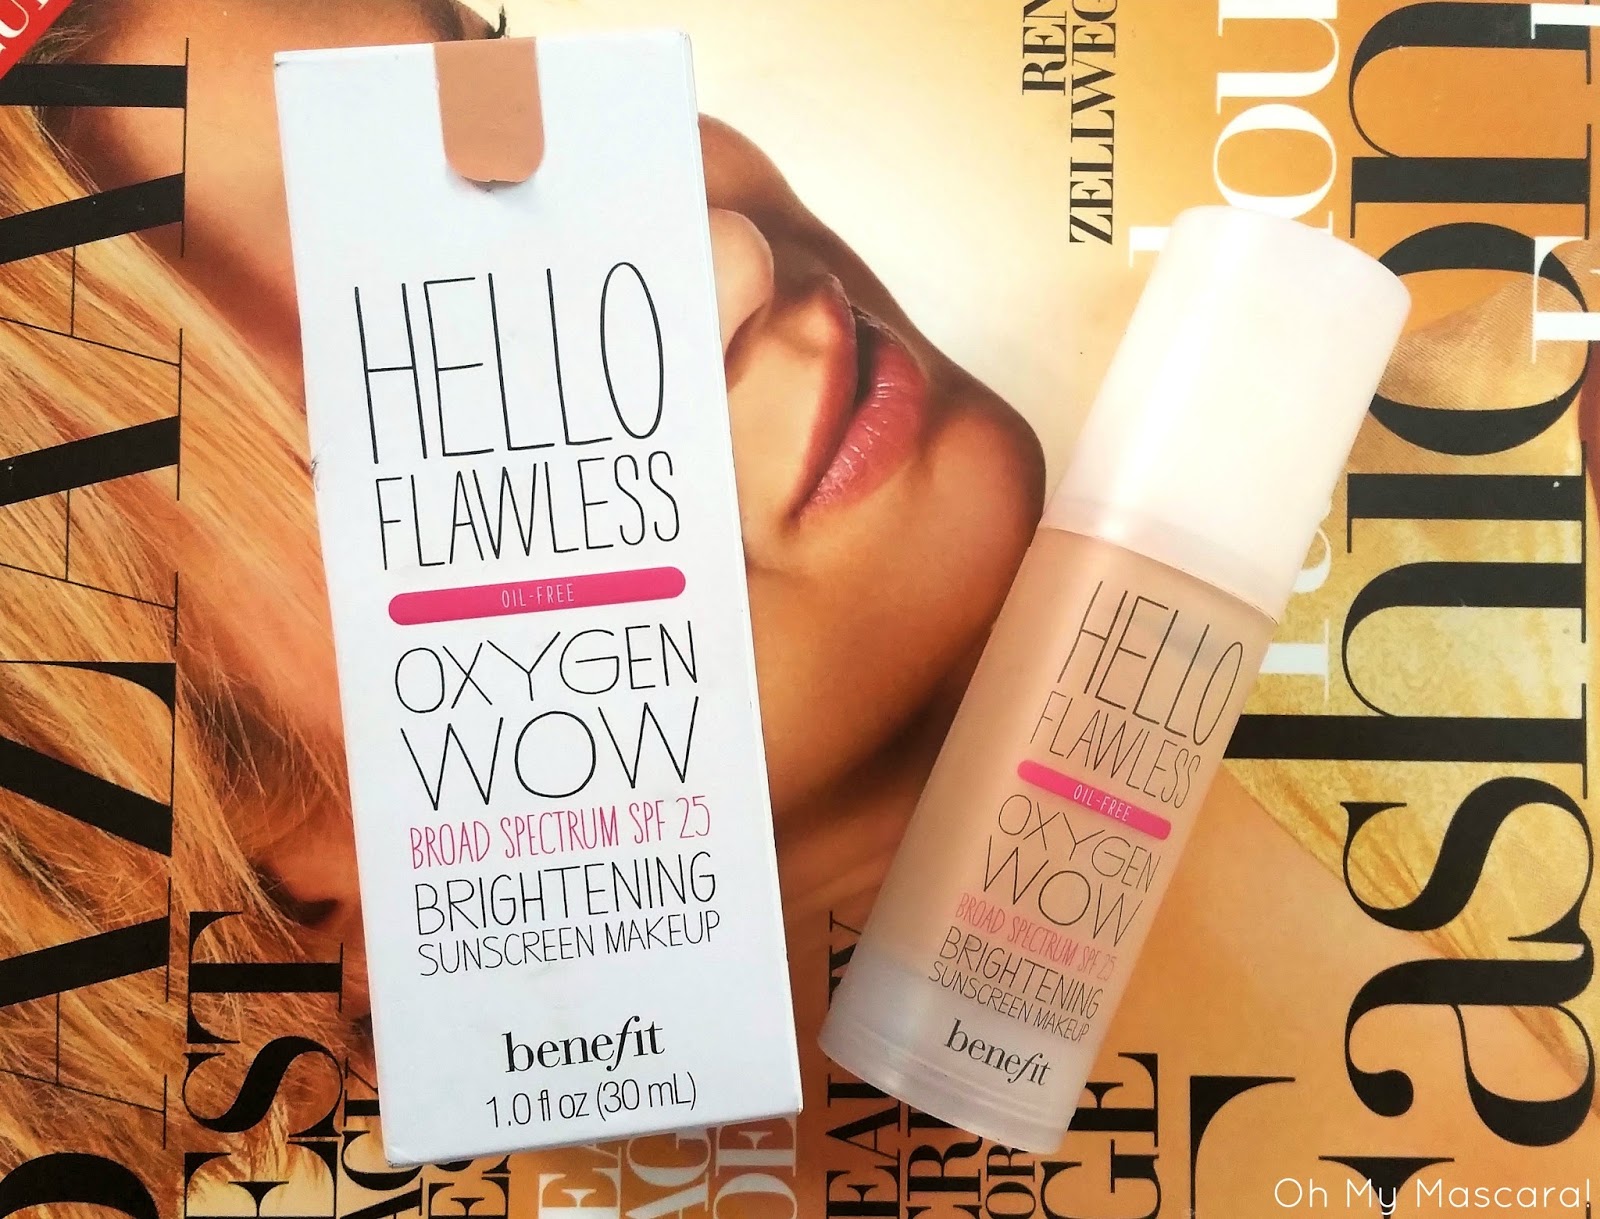 HELLO
FLAWLESS
OIL-FREE
OXYGEN
WOW
BROAD SPECTRUM SPF 25
BRIGHTENING
SUNSCREEN MAKEUP
benefit
1.0 fl oz (30 mL)
HELLO
FLAWLESS
OIL-FREE
OXYGEN
WOW
BROAD SPECTRUM SPF 25
BRIGHTENING
SUNSCREEN MAKEUP
benefit
REN
ZELLWEG
Oh My Mascara!